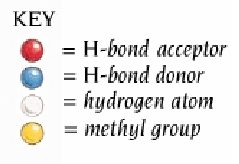 KEY
= H-bond acceptor
= H-bond donor
= hydrogen atom
= methyl group